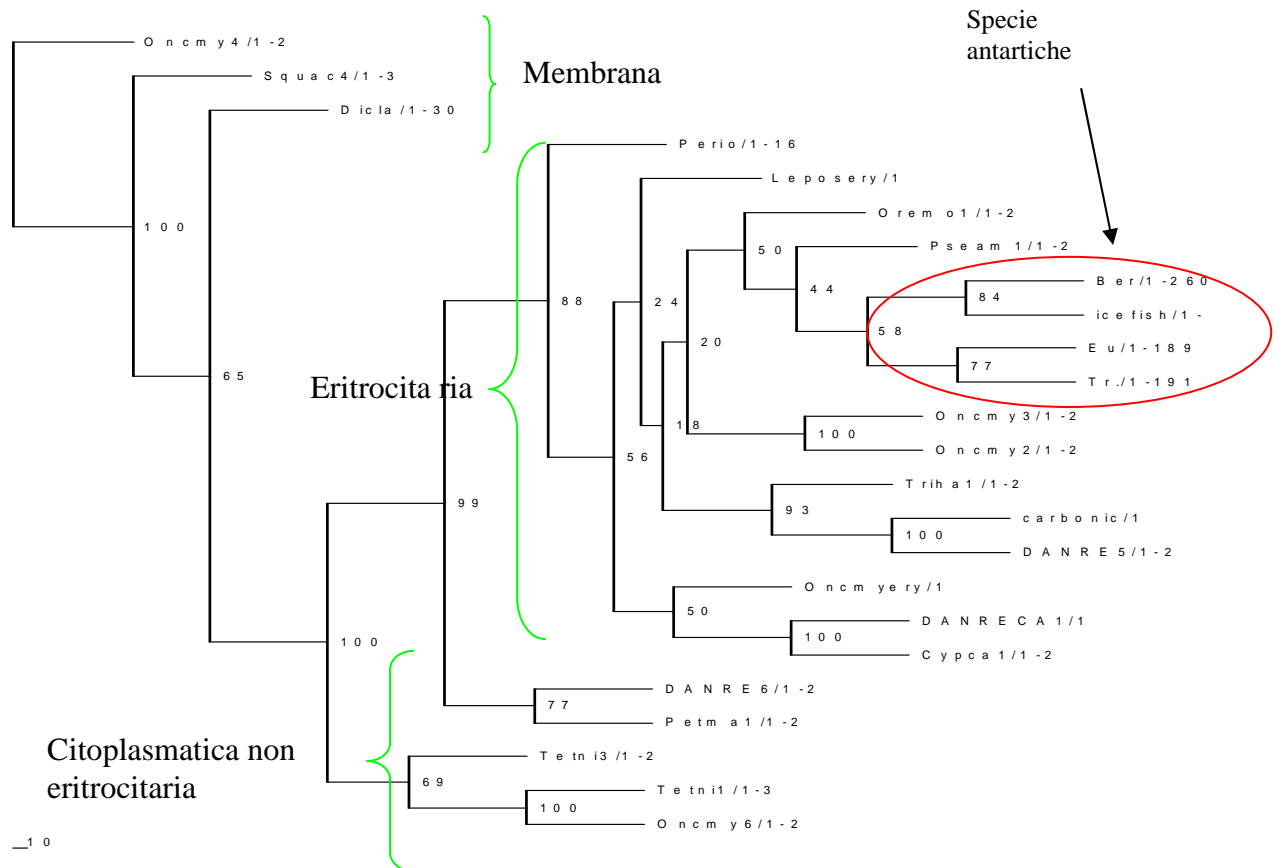 Specie
antartiche
Oncmy4/1-2
Membrana
Squac4/1-3
Dicla/1-30
Perio/1-16
Leposery/1
Oremo1/1-2
Pseam1/1-2
Ber/1-260
icefish/1-
Eu/1-189
Tr./1-191
Oncmy3/1-2
Oncmy2/1-2
Triha1/1-2
carbonic/1
DANRE5/1-2
Oncmyery/1
DANRECA1/1
Cypca1/1-2
DANRE6/1-2
Petma1/1-2
Tetni3/1-2
Tetni1/1-3
Oncmy6/1-2
100
65
50
44
84
58
77
88
24
20
18
100
56
93
100
99
50
100
100
77
69
100
Eritrocita ria
Citoplasmatica non
eritrocitaria
10